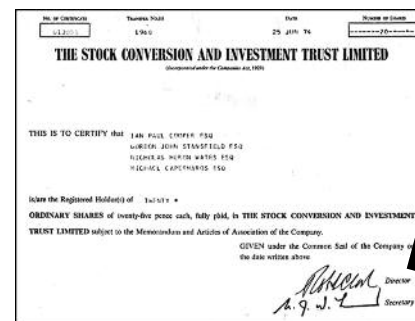 No. OF CERTIFICATE TRANSFER No.(s) DATE NUMBER OF SHARES
1960 25 JUN 74 -------20-------
THE STOCK CONVERSION AND INVESTMENT TRUST LIMITED
(Incorporated under the Companies Act, 1929)
THIS IS TO CERTIFY that IAN PAUL COOPER ESQ
GORDON JOHN STANSFIELD ESQ
NICHOLAS HERON WATES ESQ
MICHAEL CAPETANAROS ESQ
is/are the Registered Holder(s) of TWENTY *
ORDINARY SHARES of twenty-five pence each, fully paid, in THE STOCK CONVERSION AND INVESTMENT
TRUST LIMITED subject to the Memorandum and Articles of Association of the Company.
GIVEN under the Common Seal of the Company on
the date written above
Director
Secretary